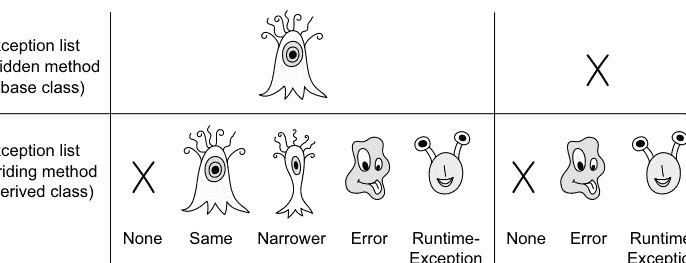 xception list
idden method
base class)
xception list
riding method
erived class)
None Same Narrower Error Runtime- None Error Runtime
Exception Exceptio